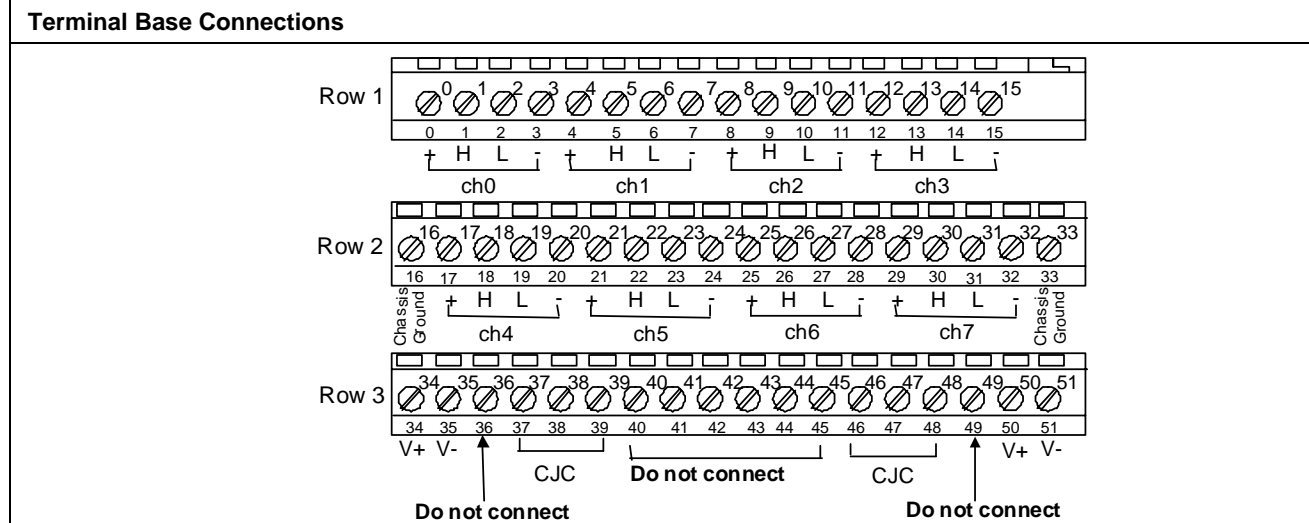 Terminal Base Connections
Row 1
0 1 2 3 4 5 6 7 8 9 10 11 12 13 14 15
0 1 2 3 4 5 6 7 8 9 10 11 12 13 14 15
+ H L - + H L - + H L - + H L -
ch0 ch1 ch2 ch3
Row 2
16 17 18 19 20 21 22 23 24 25 26 27 28 29 30 31 32 33
16 17 18 19 20 21 22 23 24 25 26 27 28 29 30 31 32 33
Chassis Ground
+ H L - + H L - + H L - + H L -
Chassis Ground
ch4 ch5 ch6 ch7
Row 3
34 35 36 37 38 39 40 41 42 43 44 45 46 47 48 49 50 51
34 35 36 37 38 39 40 41 42 43 44 45 46 47 48 49 50 51
V+ V- V+ V-
CJC Do not connect CJC
Do not connect Do not connect